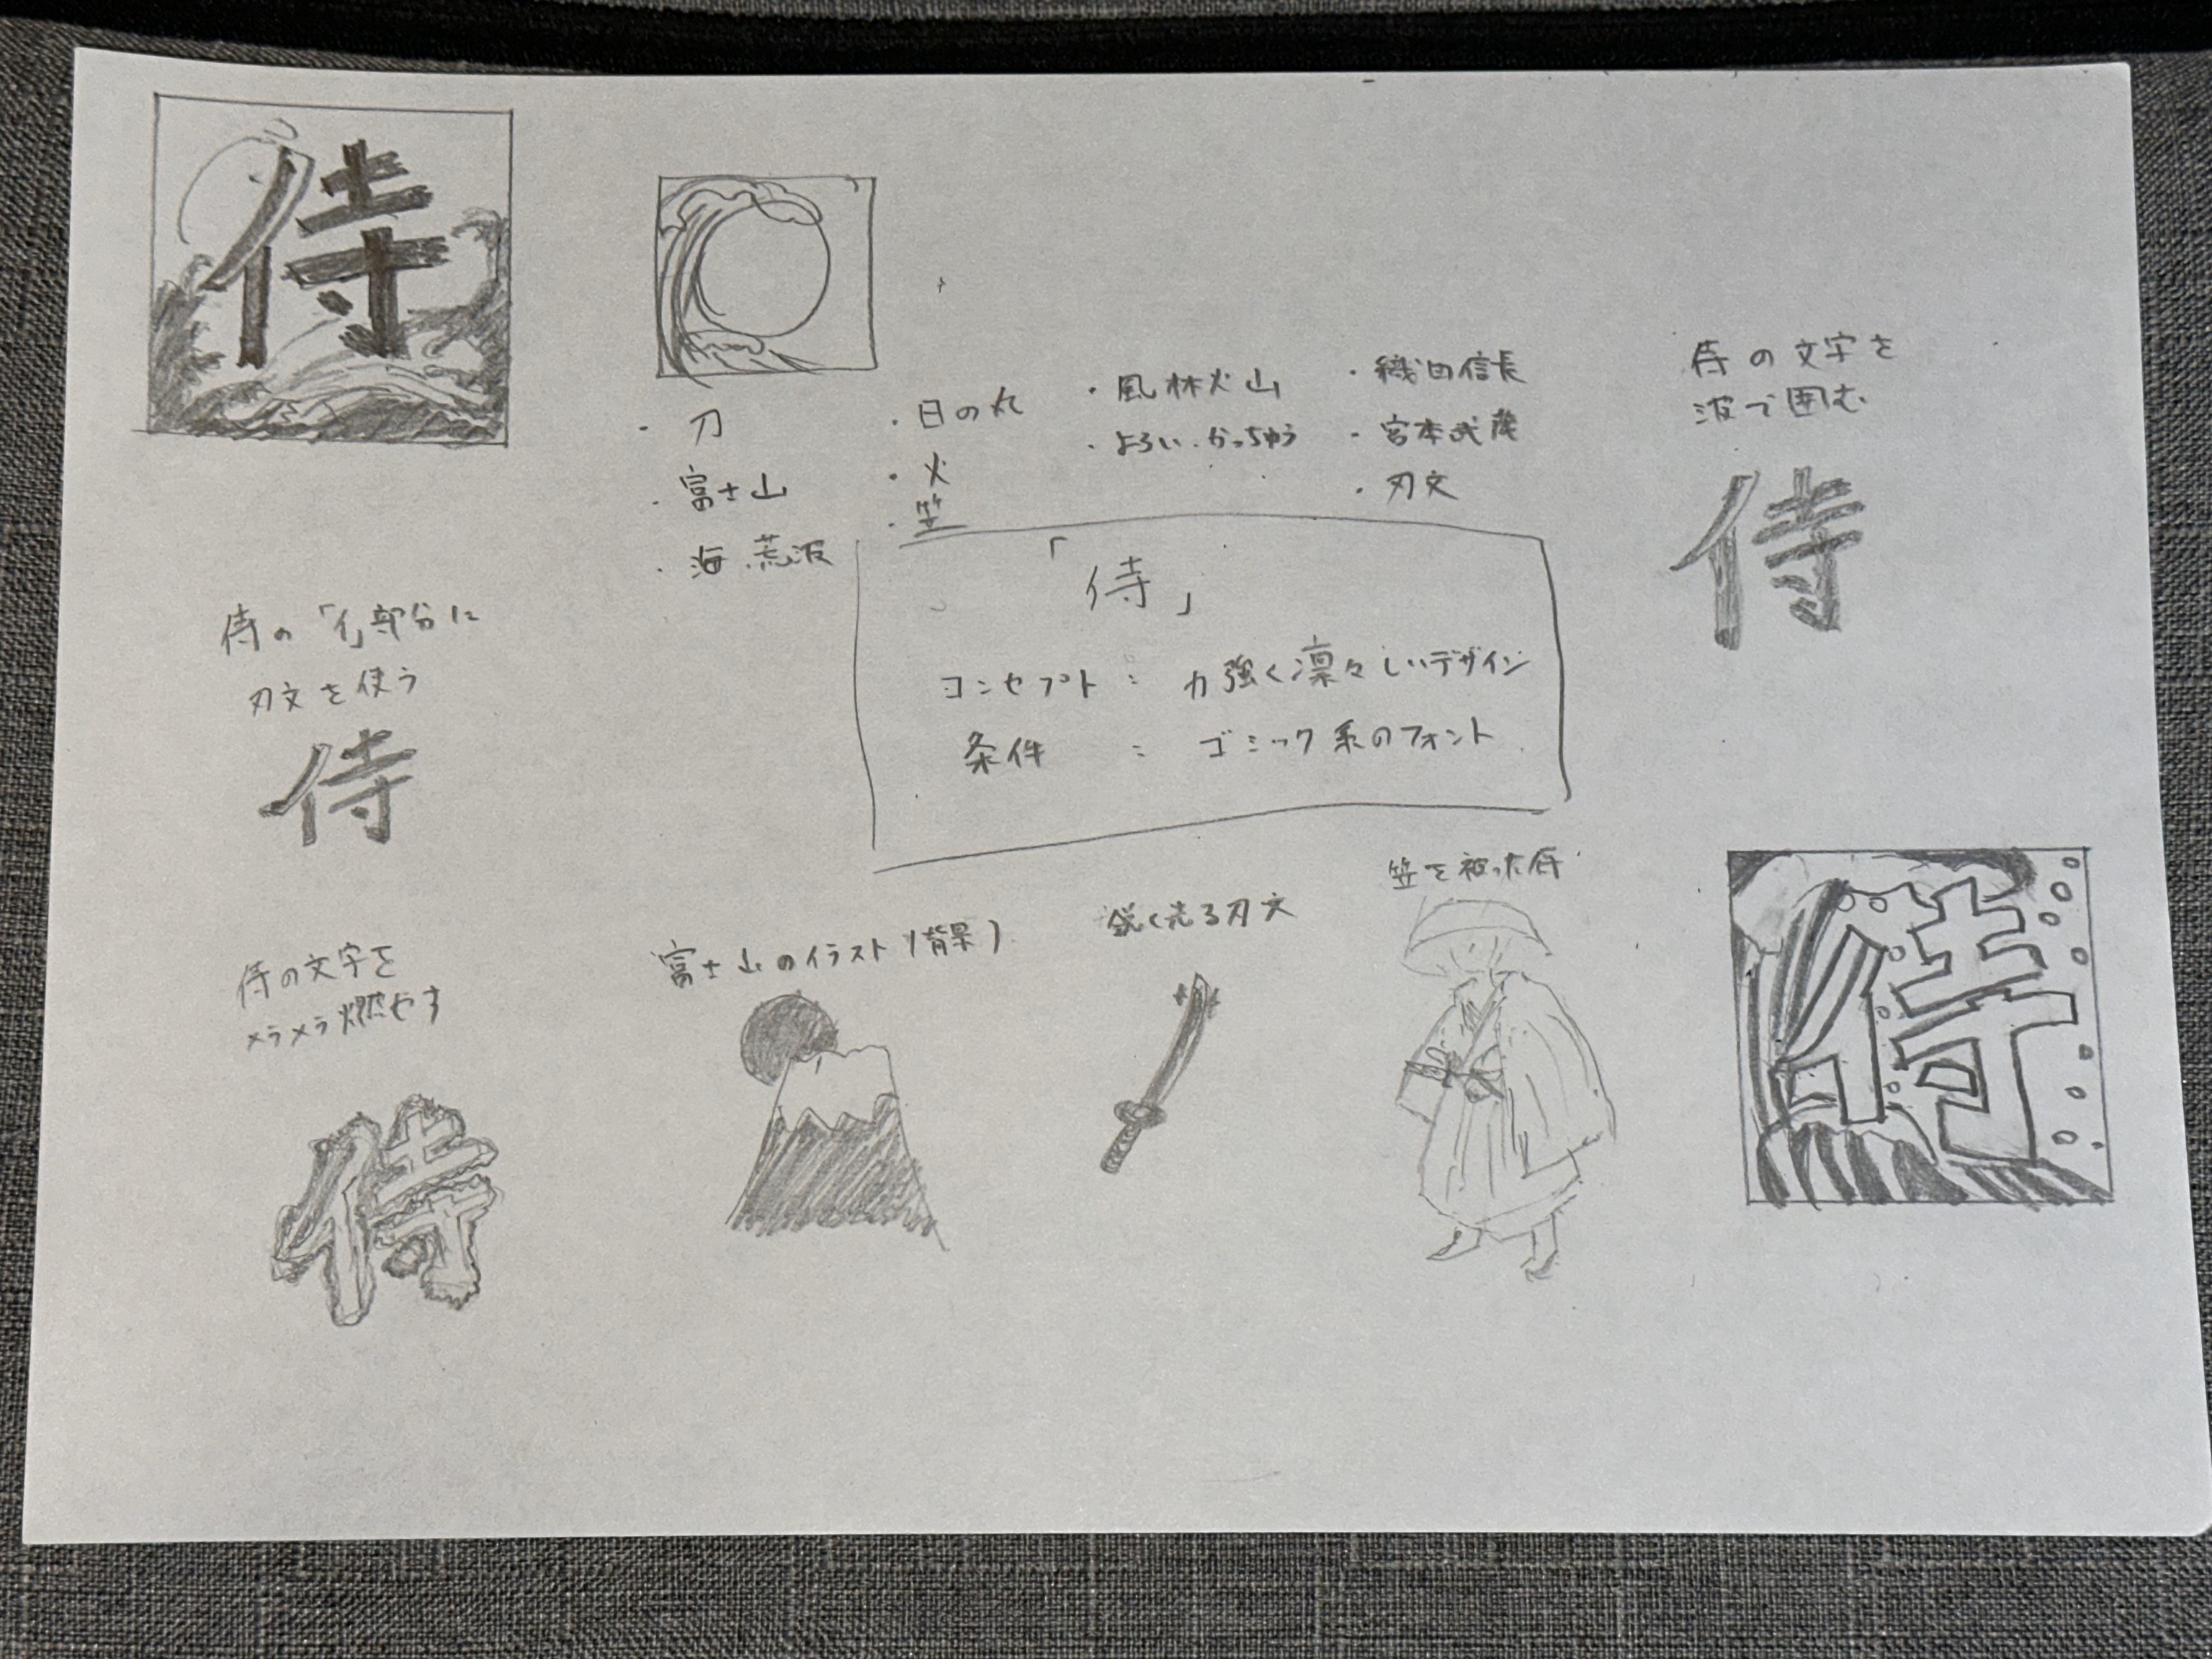 侍
・刀
・富士山
・海、荒波
・日の丸
・火
・笠
・風林火山
・よろい、かっちゅう
・織田信長
・宮本武蔵
・刃文
侍の文字を
波で囲む
侍
「侍」
コンセプト：力強く凛々しいデザイン
条件：ゴシック系のフォント
侍の「亻」部分に
刃文を使う
侍
侍の文字を
メラメラ燃やす
侍
富士山のイラスト（背景）
鋭く光る刃文
笠を被った侍
侍